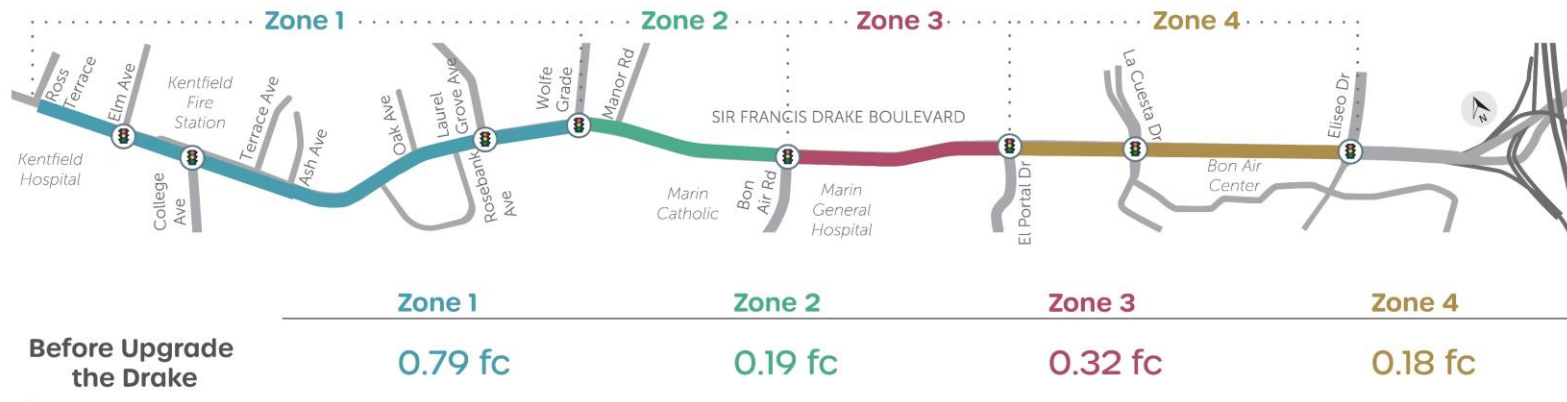 Zone 1
Zone 2
Zone 3
Zone 4
Ross
Terrace
Elm Ave
Kentfield
Fire
Station
Terrace Ave
Ash Ave
Oak Ave
Laurel
Grove Ave
Wolfe
Grade
Manor Rd
SIR FRANCIS DRAKE BOULEVARD
La Cuesta Dr
Eliseo Dr
N
Kentfield
Hospital
College
Ave
Rosebank
Ave
Marin
Catholic
Bon
Air Rd
Marin
General
Hospital
El Portal Dr
Bon Air
Center
Zone 1
Zone 2
Zone 3
Zone 4
Before Upgrade
the Drake
0.79 fc
0.19 fc
0.32 fc
0.18 fc